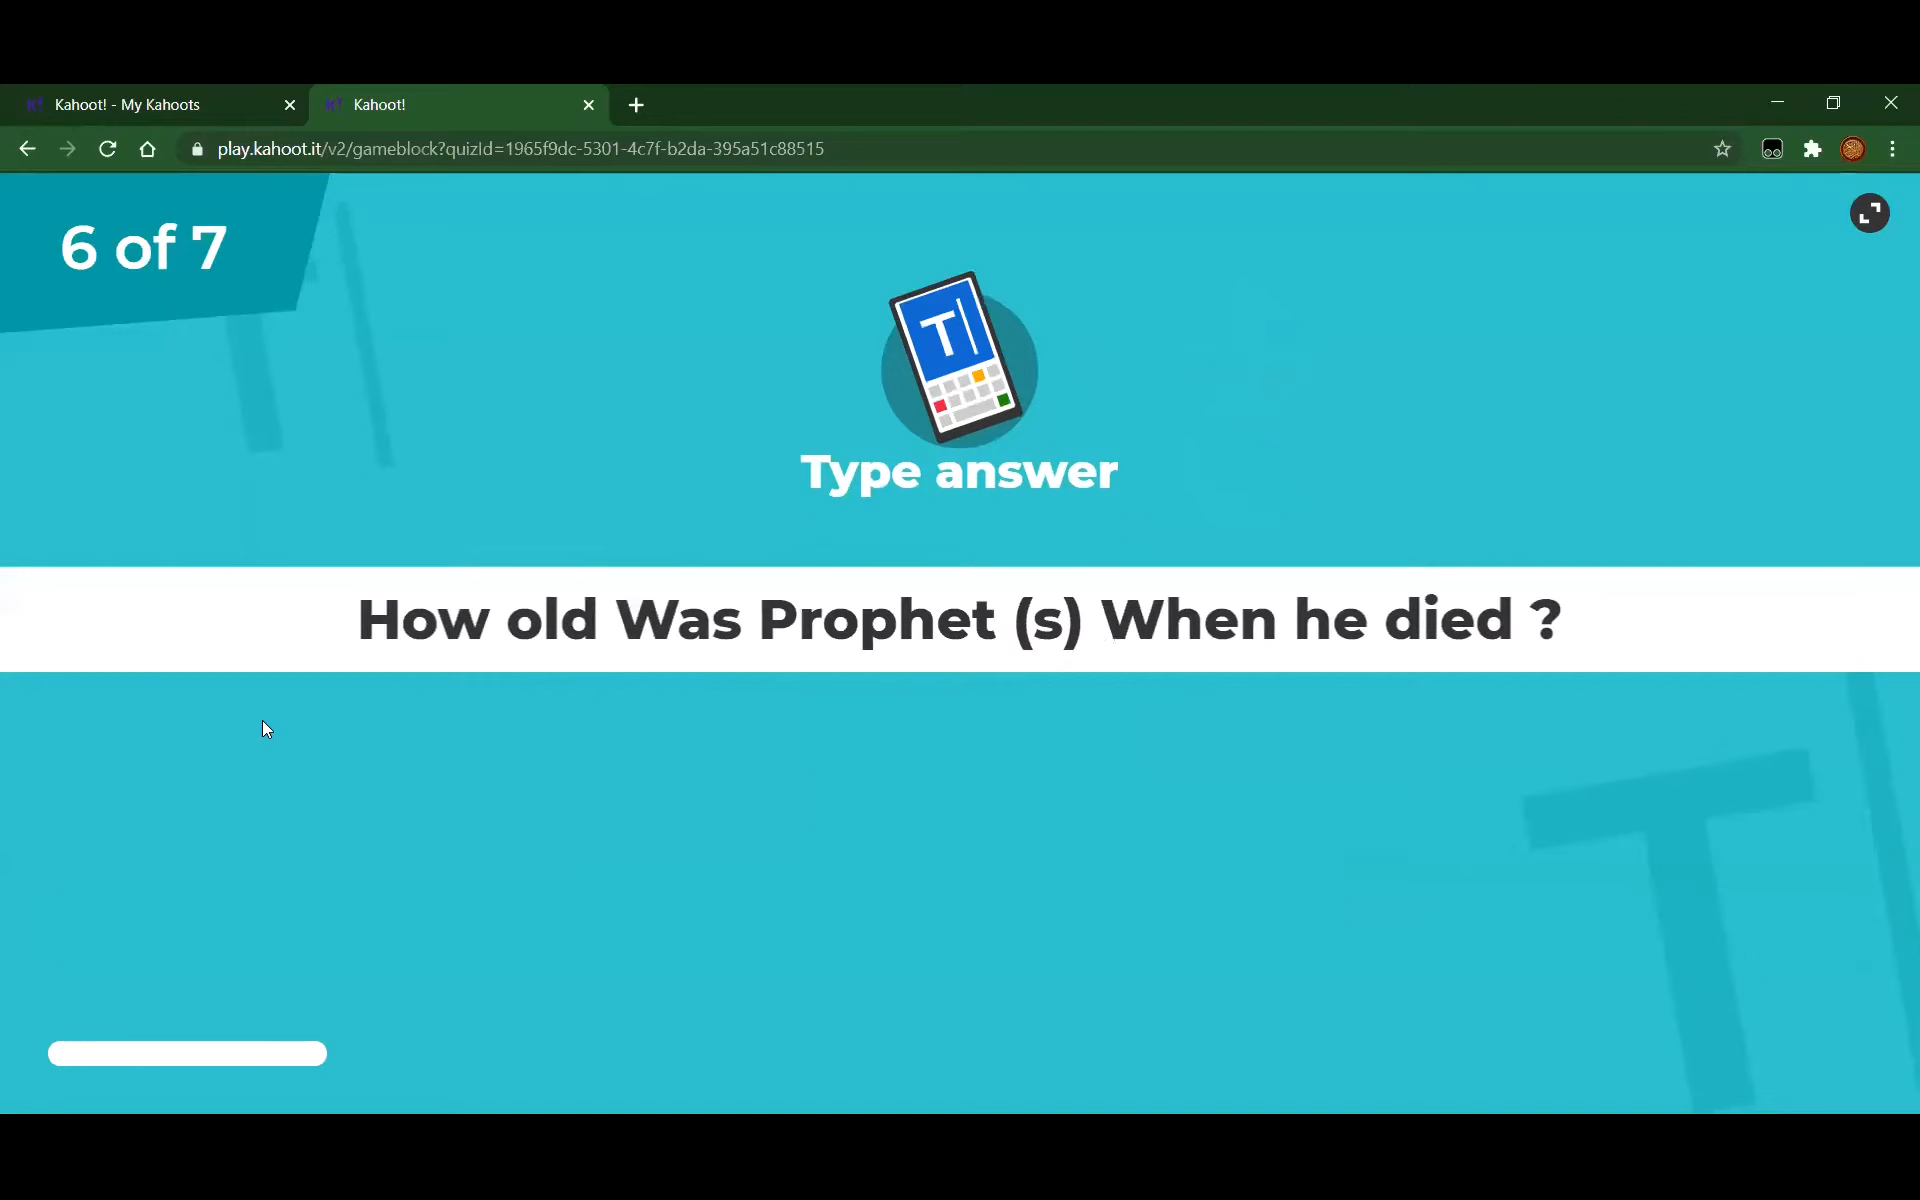 Kahoot! - My Kahoots
Kahoot!
play.kahoot.it/v2/gameblock?quizId=1965f9dc-5301-4c7f-b2da-395a51c88515
6 of 7
T
Type answer
How old Was Prophet (s) When he died ?